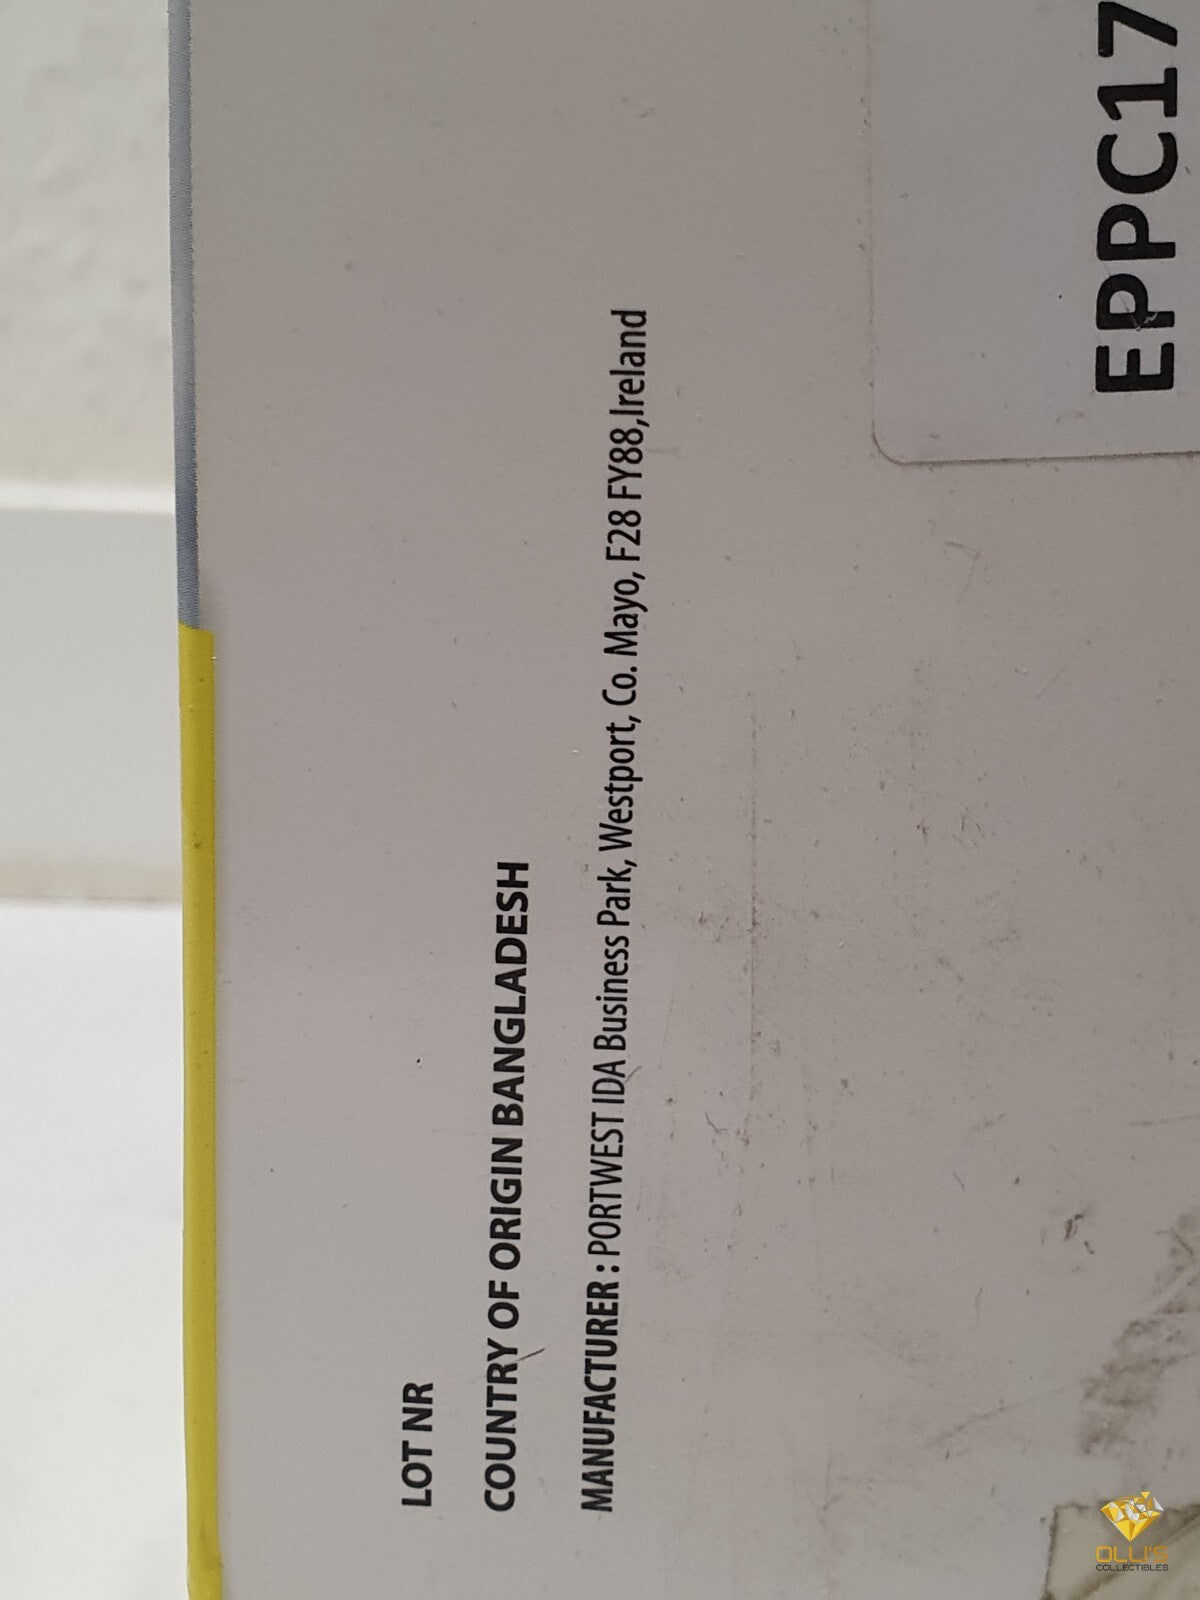 LOT NR
COUNTRY OF ORIGIN BANGLADESH
MANUFACTURER : PORTWEST IDA Business Park, Westport, Co. Mayo, F28 FY88,Ireland
EPPC17
OLLI'S
COLLECTIBLES